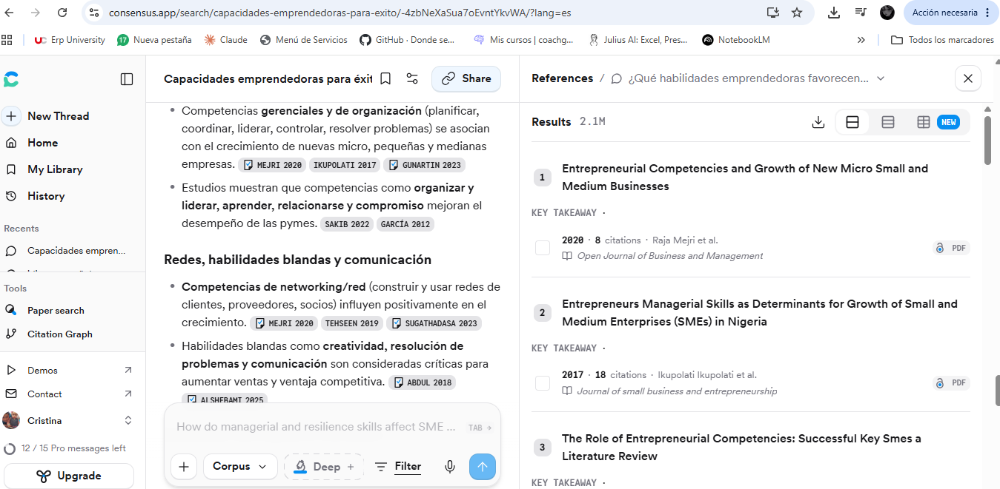 consensus.app/search/capacidades-emprendedoras-para-exito/-4zbNeXaSua7oEvntYkvWA/?lang=es
Acción necesaria
Erp University
17 Nueva pestaña
Claude
Menú de Servicios
GitHub · Donde se...
Mis cursos | coachg...
Julius AI: Excel, Pres...
NotebookLM
»
Todos los marcadores
New Thread
Home
My Library
History
Recents
Capacidades empren...
Tools
Paper search
Citation Graph
Demos
Contact
Cristina
12 / 15 Pro messages left
Upgrade
Capacidades emprendedoras para éxit
Share
• Competencias gerenciales y de organización (planificar,
coordinar, liderar, controlar, resolver problemas) se asocian
con el crecimiento de nuevas micro, pequeñas y medianas
empresas. MEJRI 2020 IKUPOLATI 2017 GUNARTIN 2023
• Estudios muestran que competencias como organizar y
liderar, aprender, relacionarse y compromiso mejoran el
desempeño de las pymes. SAKIB 2022 GARCÍA 2012
Redes, habilidades blandas y comunicación
• Competencias de networking/red (construir y usar redes de
clientes, proveedores, socios) influyen positivamente en el
crecimiento. MEJRI 2020 TEHSEEN 2019 SUGATHADASA 2023
• Habilidades blandas como creatividad, resolución de
problemas y comunicación son consideradas críticas para
aumentar ventas y ventaja competitiva. ABDUL 2018
ALSHEBAMI 2025
How do managerial and resilience skills affect SME ... TAB →
Corpus
Deep +
Filter
References / ¿Qué habilidades emprendedoras favorecen...
Results 2.1M
NEW
1
Entrepreneurial Competencies and Growth of New Micro Small and
Medium Businesses
KEY TAKEAWAY ·
2020 · 8 citations · Raja Mejri et al.
PDF
Open Journal of Business and Management
2
Entrepreneurs Managerial Skills as Determinants for Growth of Small and
Medium Enterprises (SMEs) in Nigeria
KEY TAKEAWAY ·
2017 · 18 citations · Ikupolati Ikupolati et al.
PDF
Journal of small business and entrepreneurship
3
The Role of Entrepreneurial Competencies: Successful Key Smes a
Literature Review
KEY TAKEAWAY ·